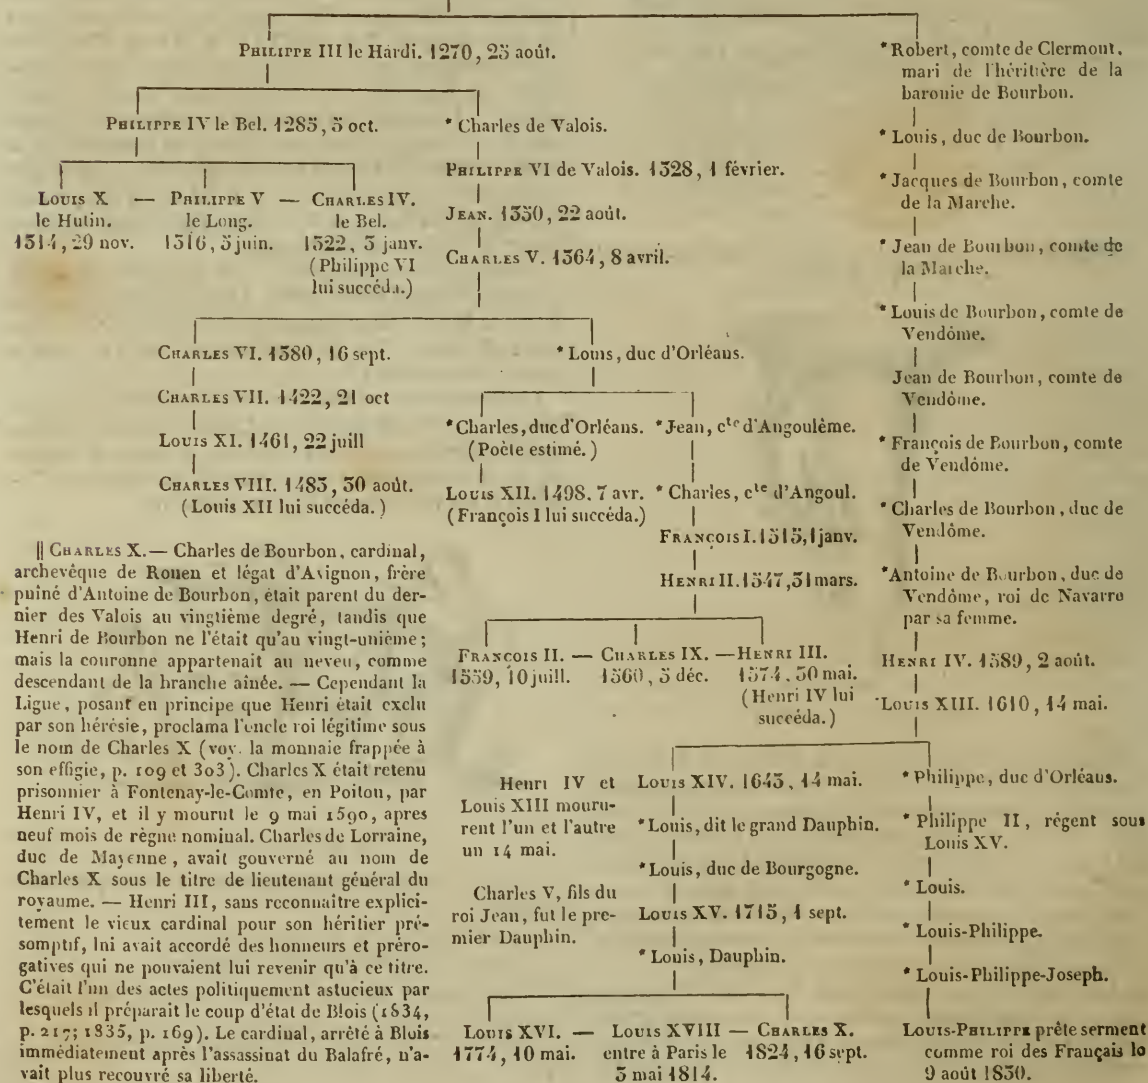 PHILIPPE III le Hardi. 1270, 25 août.
PHILIPPE IV le Bel. 1285, 5 oct.
LOUIS X — PHILIPPE V — CHARLES IV.
le Hutin. le Long. le Bel.
1314, 29 nov. 1316, 5 juin. 1322, 3 janv.
(Philippe VI
lui succéda.)
* Charles de Valois.
PHILIPPE VI de Valois. 1328, 1 février.
JEAN. 1350, 22 août.
CHARLES V. 1364, 8 avril.
CHARLES VI. 1380, 16 sept.
CHARLES VII. 1422, 21 oct
LOUIS XI. 1461, 22 juill
CHARLES VIII. 1483, 30 août.
(Louis XII lui succéda.)
* Louis, duc d'Orléans.
* Charles, duc d'Orléans. * Jean, cte d'Angoulême.
(Poète estimé.)
LOUIS XII. 1498, 7 avr. * Charles, cte d'Angoul.
(François I lui succéda.)
FRANÇOIS I. 1515, 1 janv.
HENRI II. 1547, 31 mars.
FRANÇOIS II. — CHARLES IX. — HENRI III.
1559, 10 juill. 1560, 5 déc. 1574, 30 mai.
(Henri IV lui
succéda.)
* Robert, comte de Clermont,
mari de l'héritière de la
baronie de Bourbon.
* Louis, duc de Bourbon.
* Jacques de Bourbon, comte
de la Marche.
* Jean de Bourbon, comte de
la Marche.
* Louis de Bourbon, comte de
Vendôme.
Jean de Bourbon, comte de
Vendôme.
* François de Bourbon, comte
de Vendôme.
* Charles de Bourbon, duc de
Vendôme.
* Antoine de Bourbon, duc de
Vendôme, roi de Navarre
par sa femme.
HENRI IV. 1589, 2 août.
LOUIS XIII. 1610, 14 mai.
LOUIS XIV. 1643, 14 mai.
* Louis, dit le grand Dauphin.
* Louis, duc de Bourgogne.
LOUIS XV. 1715, 1 sept.
* Louis, Dauphin.
LOUIS XVI. — LOUIS XVIII — CHARLES X.
1774, 10 mai. entre à Paris le 1824, 16 sept.
3 mai 1814.
* Philippe, duc d'Orléans.
* Philippe II, régent sous
Louis XV.
* Louis.
* Louis-Philippe.
* Louis-Philippe-Joseph.
LOUIS-PHILIPPE prête serment
comme roi des Français le
9 août 1830.
Henri IV et
Louis XIII mouru-
rent l'un et l'autre
un 14 mai.
Charles V, fils du
roi Jean, fut le pre-
mier Dauphin.
|| CHARLES X. — Charles de Bourbon, cardinal,
archevêque de Rouen et légat d'Avignon, frère
puîné d'Antoine de Bourbon, était parent du der-
nier des Valois au vingtième degré, tandis que
Henri de Bourbon ne l'était qu'au vingt-unième;
mais la couronne appartenait au neveu, comme
descendant de la branche aînée. — Cependant la
Ligue, posant en principe que Henri était exclu
par son hérésie, proclama l'oncle roi légitime sous
le nom de Charles X (voy. la monnaie frappée à
son effigie, p. 109 et 303). Charles X était retenu
prisonnier à Fontenay-le-Comte, en Poitou, par
Henri IV, et il y mourut le 9 mai 1590, apres
neuf mois de règne nominal. Charles de Lorraine,
duc de Mayenne, avait gouverné au nom de
Charles X sous le titre de lieutenant général du
royaume. — Henri III, sans reconnaitre explici-
tement le vieux cardinal pour son héritier pré-
somptif, lui avait accordé des honneurs et préro-
gatives qui ne pouvaient lui revenir qu'à ce titre.
C'était l'un des actes politiquement astucieux par
lesquels il préparait le coup d'état de Blois (1834,
p. 217; 1835, p. 169). Le cardinal, arrêté à Blois
immédiatement après l'assassinat du Balafré, n'a-
vait plus recouvré sa liberté.